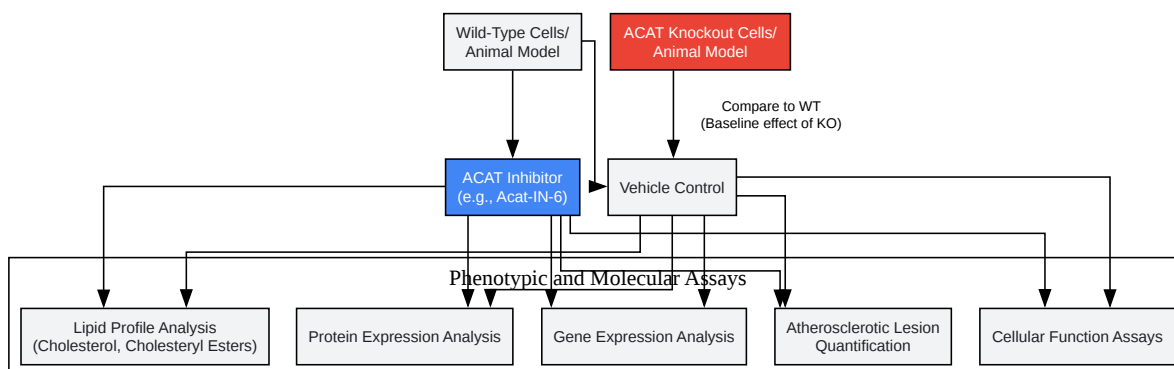 Wild-Type Cells/
Animal Model
ACAT Knockout Cells/
Animal Model
Compare to WT
(Baseline effect of KO)
ACAT Inhibitor
(e.g., Acat-IN-6)
Vehicle Control
Phenotypic and Molecular Assays
Lipid Profile Analysis
(Cholesterol, Cholesteryl Esters)
Protein Expression Analysis
Gene Expression Analysis
Atherosclerotic Lesion
Quantification
Cellular Function Assays